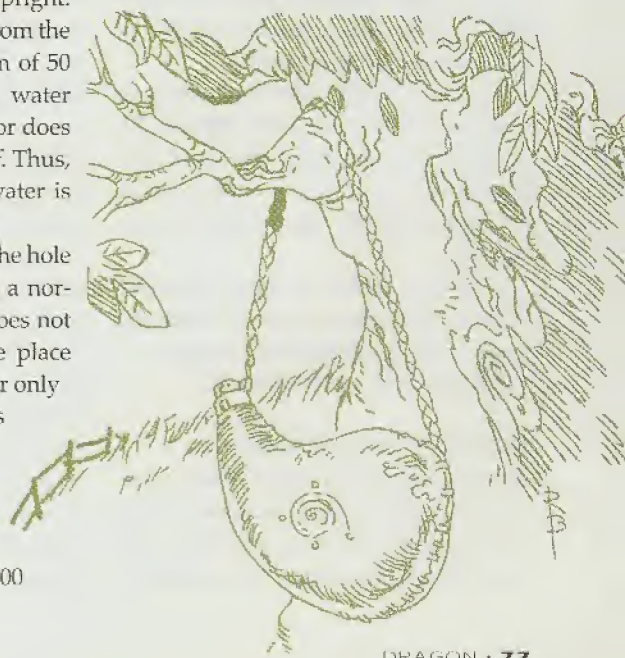 pright.
om the
n of 50
water
or does
f. Thus,
vater is
he hole
a nor-
oes not
e place
r only
s
00
DRAGON • 77